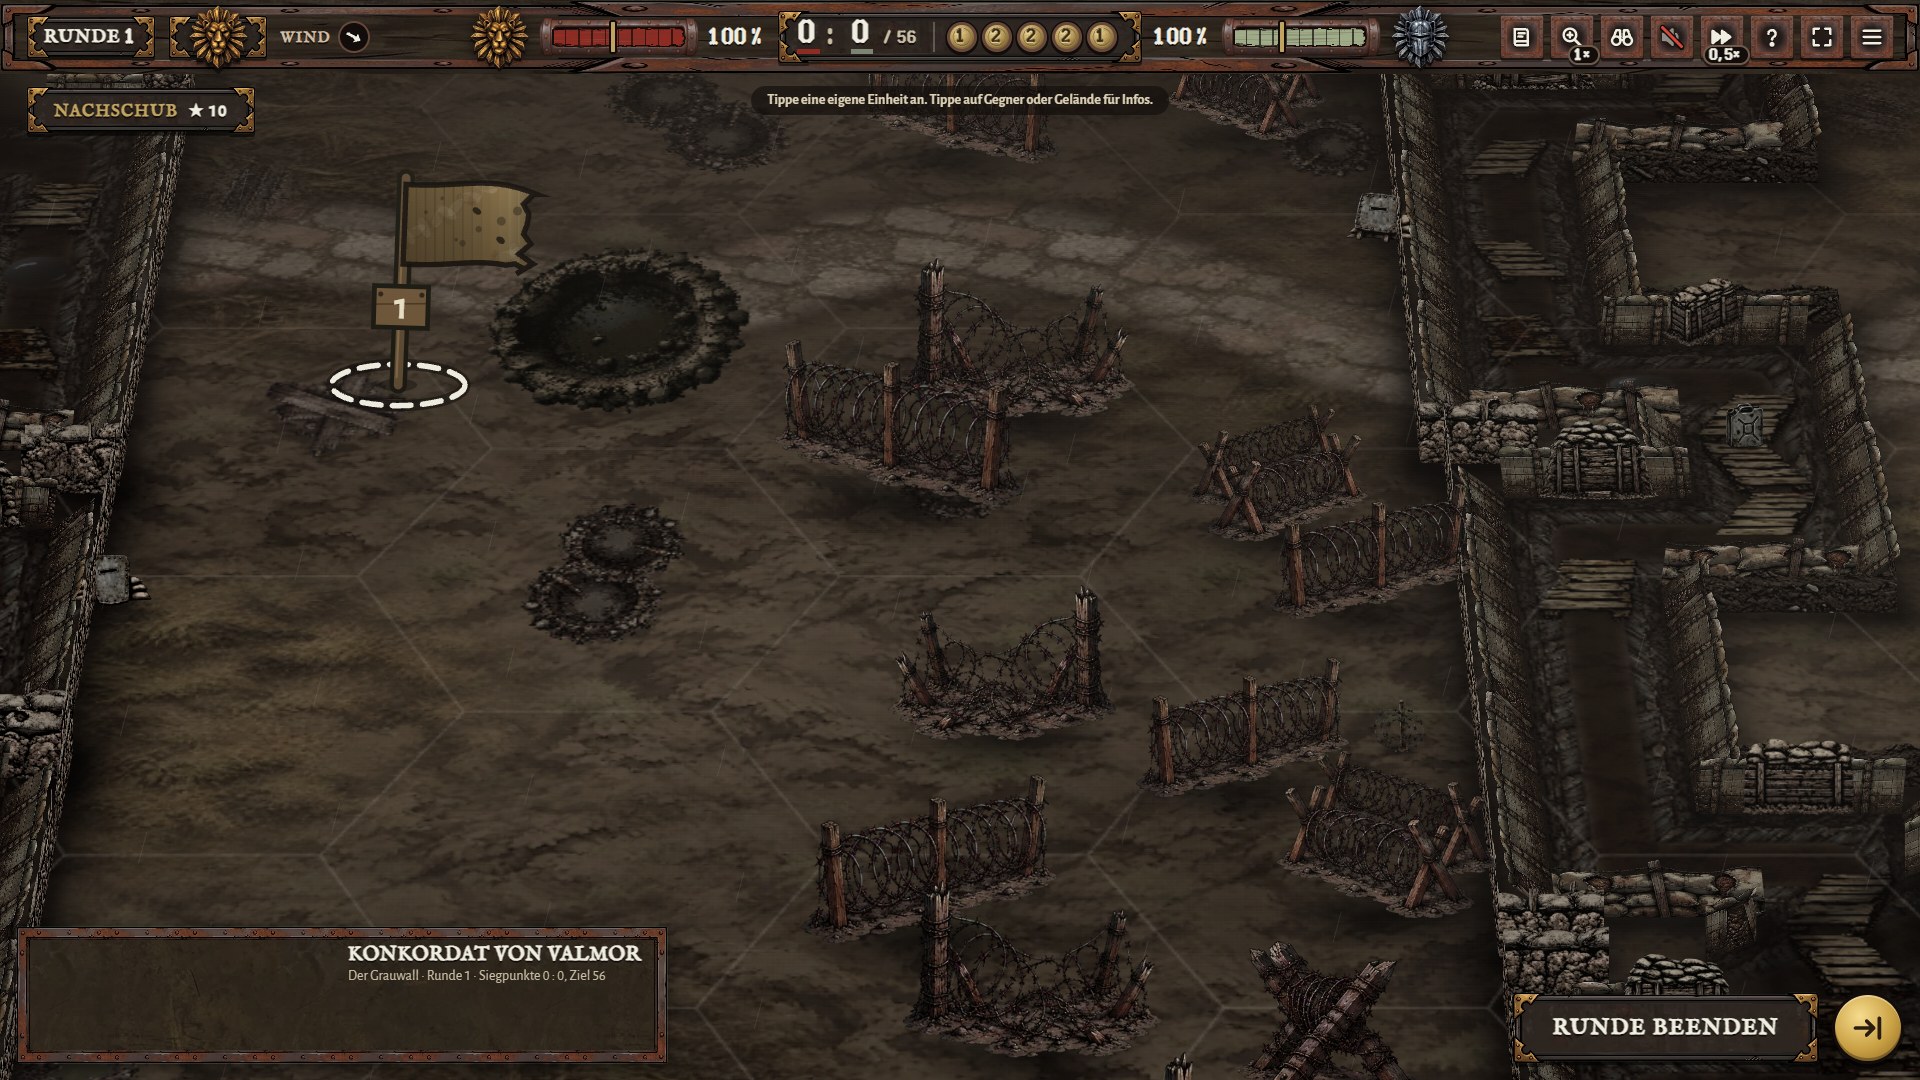 RUNDE 1
WIND
100 %
0 : 0 / 56
1 2 2 2 1
100 %
1×
0,5×
?
NACHSCHUB ★ 10
Tippe eine eigene Einheit an. Tippe auf Gegner oder Gelände für Infos.
1
KONKORDAT VON VALMOR
Der Grauwall · Runde 1 · Siegpunkte 0 : 0, Ziel 56
RUNDE BEENDEN